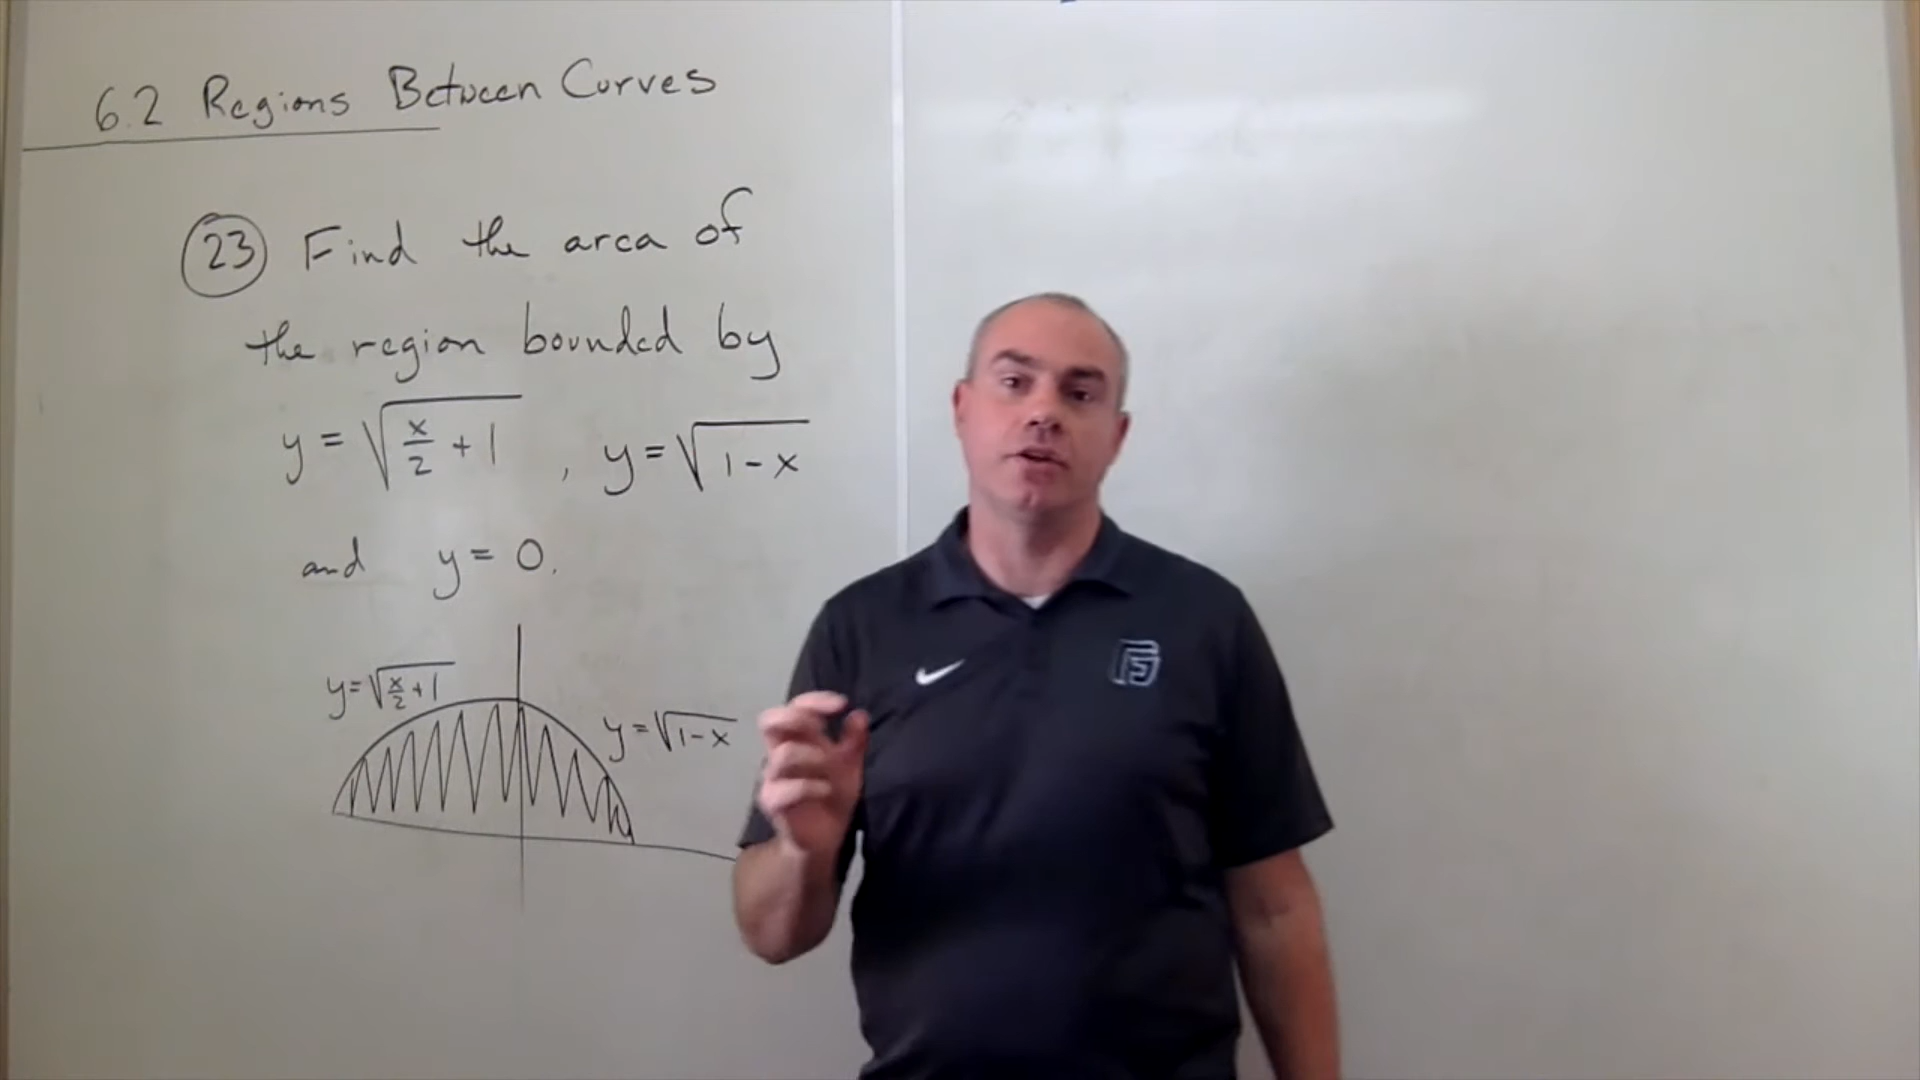 6.2 Regions Between Curves
23 Find the area of
the region bounded by
y = √(x/2 + 1) , y = √(1 - x)
and y = 0.
y = √(x/2 + 1)
y = √(1 - x)